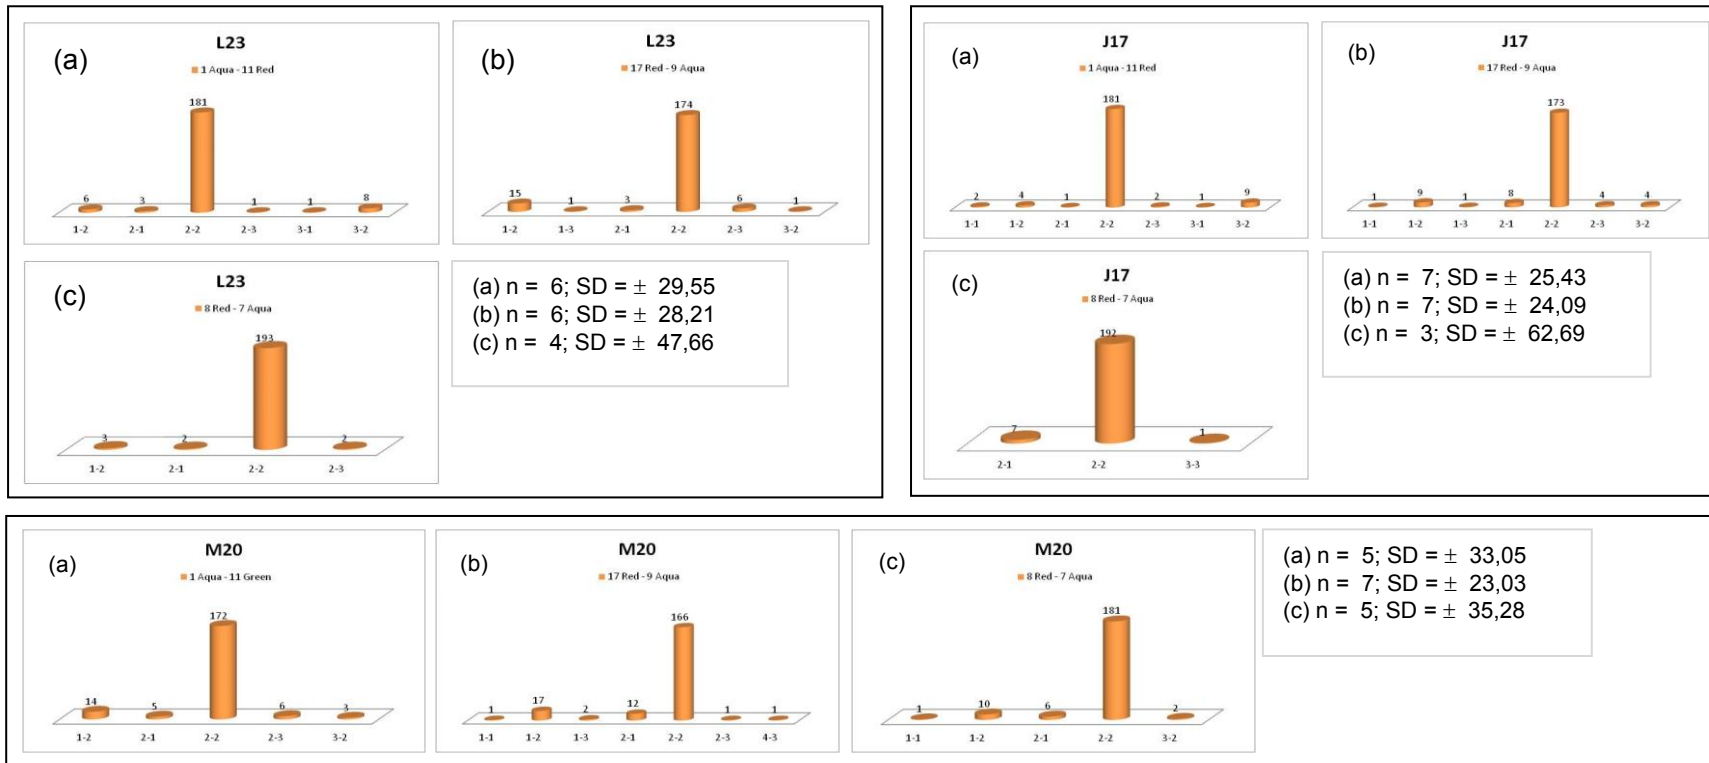 (a)
L23
1 Aqua - 11 Red
181
6 3 1 1 8
1-2 2-1 2-2 2-3 3-1 3-2
(b)
L23
17 Red - 9 Aqua
174
15 1 3 6 1
1-2 1-3 2-1 2-2 2-3 3-2
(c)
L23
8 Red - 7 Aqua
193
3 2 2
1-2 2-1 2-2 2-3
(a) n = 6; SD = ± 29,55
(b) n = 6; SD = ± 28,21
(c) n = 4; SD = ± 47,66
(a)
J17
1 Aqua - 11 Red
181
2 4 1 2 1 9
1-1 1-2 2-1 2-2 2-3 3-1 3-2
(b)
J17
17 Red - 9 Aqua
173
1 9 1 8 4 4
1-1 1-2 1-3 2-1 2-2 2-3 3-2
(c)
J17
8 Red - 7 Aqua
192
7 1
2-1 2-2 3-3
(a) n = 7; SD = ± 25,43
(b) n = 7; SD = ± 24,09
(c) n = 3; SD = ± 62,69
(a)
M20
1 Aqua - 11 Green
172
14 5 6 3
1-2 2-1 2-2 2-3 3-2
(b)
M20
17 Red - 9 Aqua
166
1 17 2 12 1 1
1-1 1-2 1-3 2-1 2-2 2-3 4-3
(c)
M20
8 Red - 7 Aqua
181
1 10 6 2
1-1 1-2 2-1 2-2 3-2
(a) n = 5; SD = ± 33,05
(b) n = 7; SD = ± 23,03
(c) n = 5; SD = ± 35,28